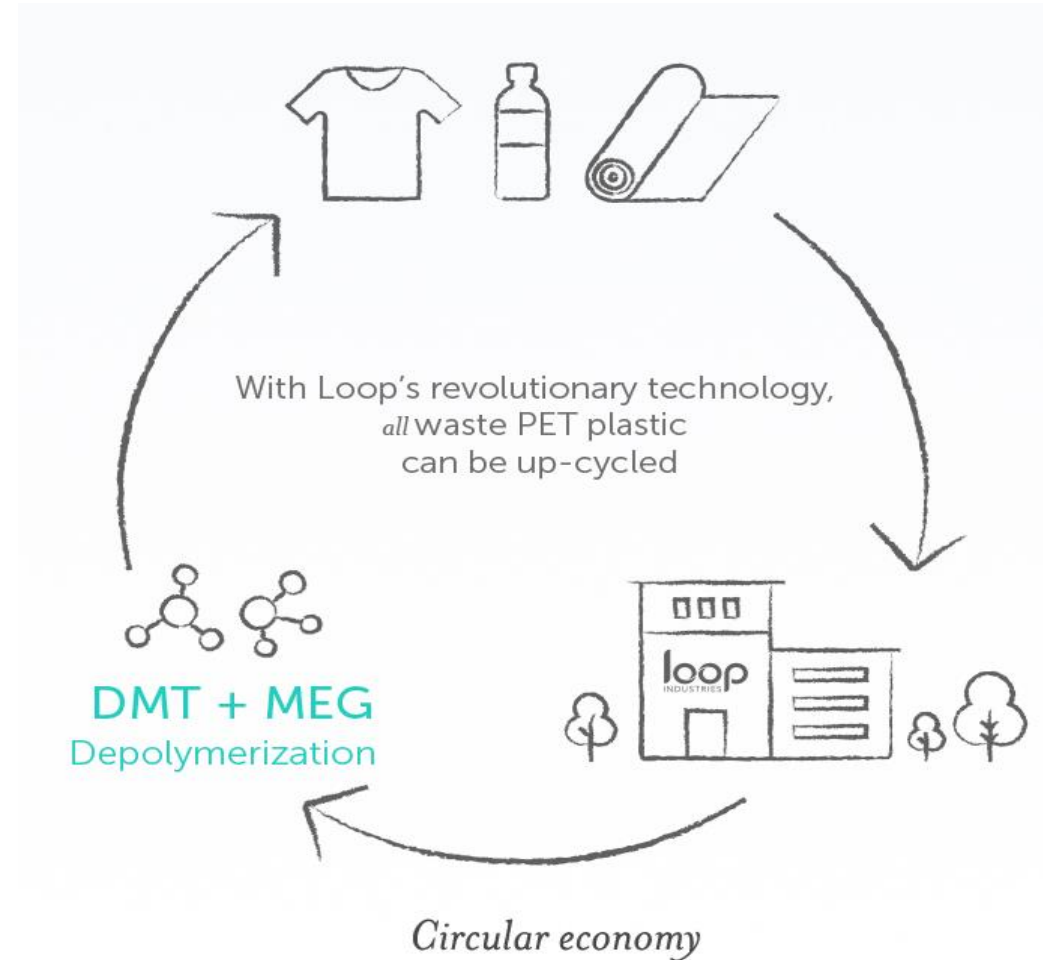 With Loop’s revolutionary technology,
all waste PET plastic
can be up-cycled
loop
INDUSTRIES
DMT + MEG
Depolymerization
Circular economy